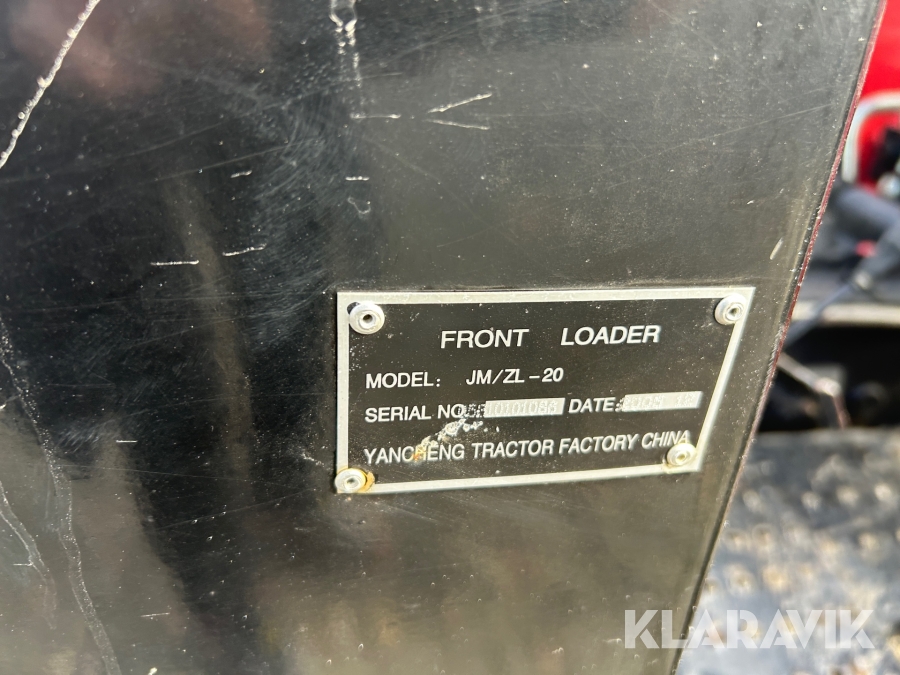 FRONT LOADER
MODEL: JM/ZL-20
SERIAL NO. DATE:
YANCHENG TRACTOR FACTORY CHINA
KLARAVIK